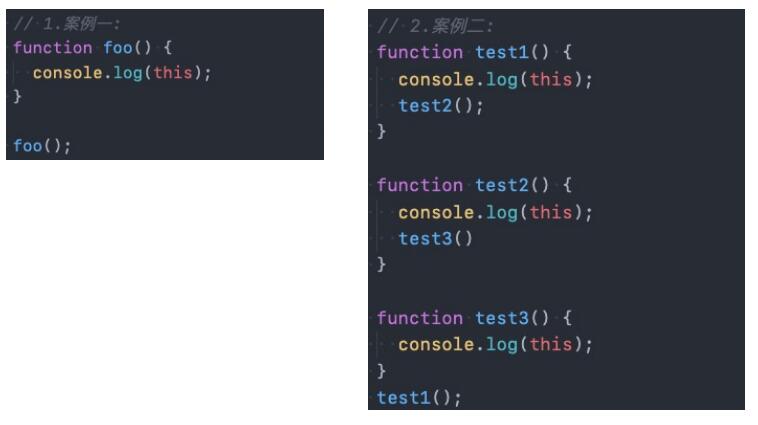 // 1.案例一:
function foo() {
  console.log(this);
}
foo();
// 2.案例二:
function test1() {
  console.log(this);
  test2();
}
function test2() {
  console.log(this);
  test3()
}
function test3() {
  console.log(this);
}
test1();